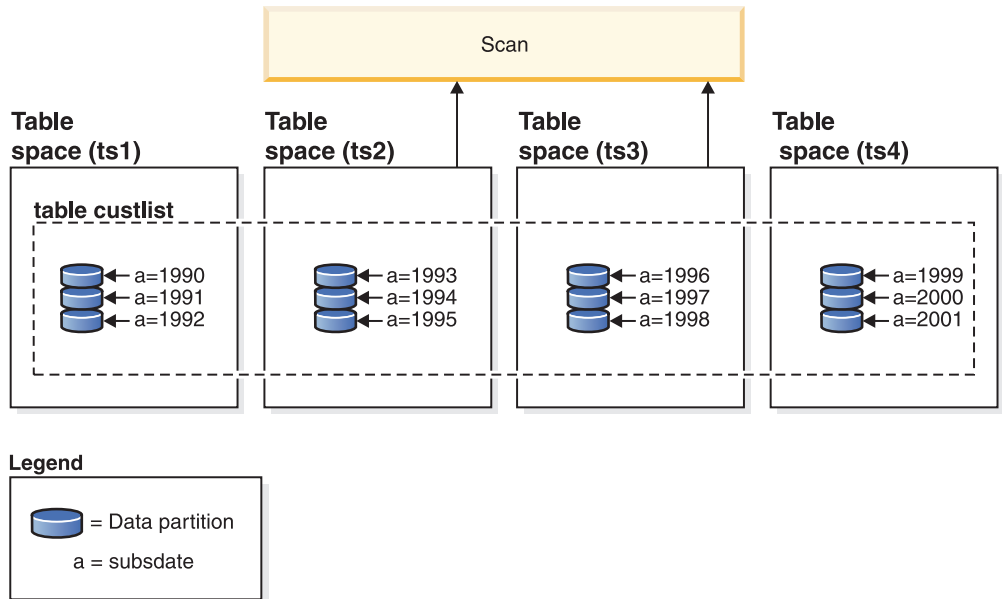 Scan
Table
space (ts1)
Table
space (ts2)
Table
space (ts3)
Table
space (ts4)
table custlist
a=1990
a=1991
a=1992
a=1993
a=1994
a=1995
a=1996
a=1997
a=1998
a=1999
a=2000
a=2001
Legend
= Data partition
a = subsdate